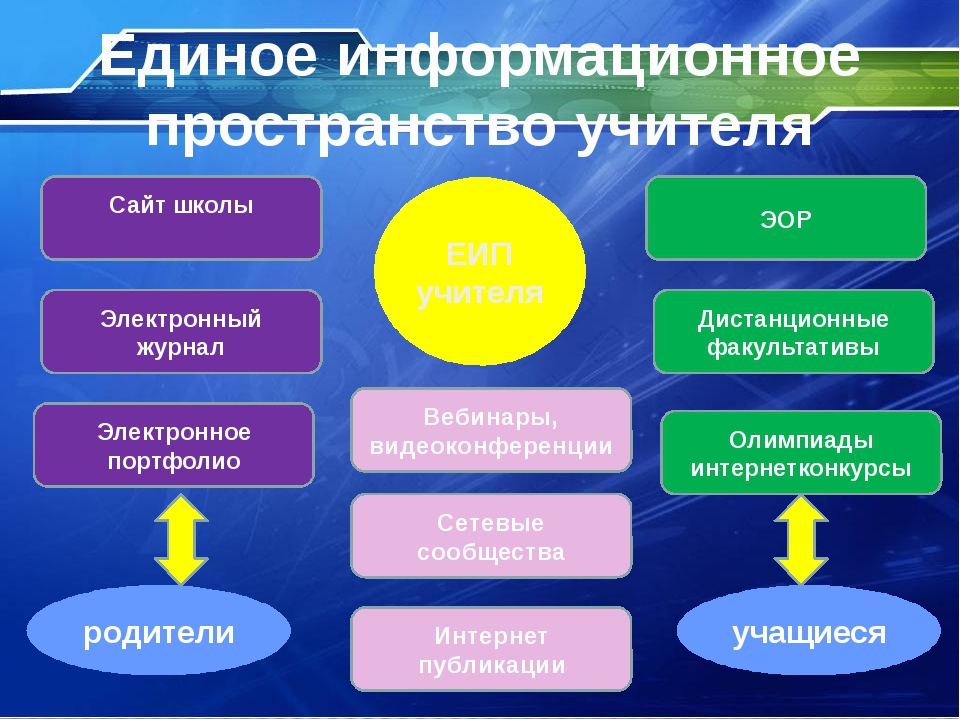 Единое информационное
пространство учителя
Сайт школы
Электронный
журнал
Электронное
портфолио
родители
ЕИП
учителя
Вебинары,
видеоконференции
Сетевые
сообщества
Интернет
публикации
ЭОР
Дистанционные
факультативы
Олимпиады
интернетконкурсы
учащиеся